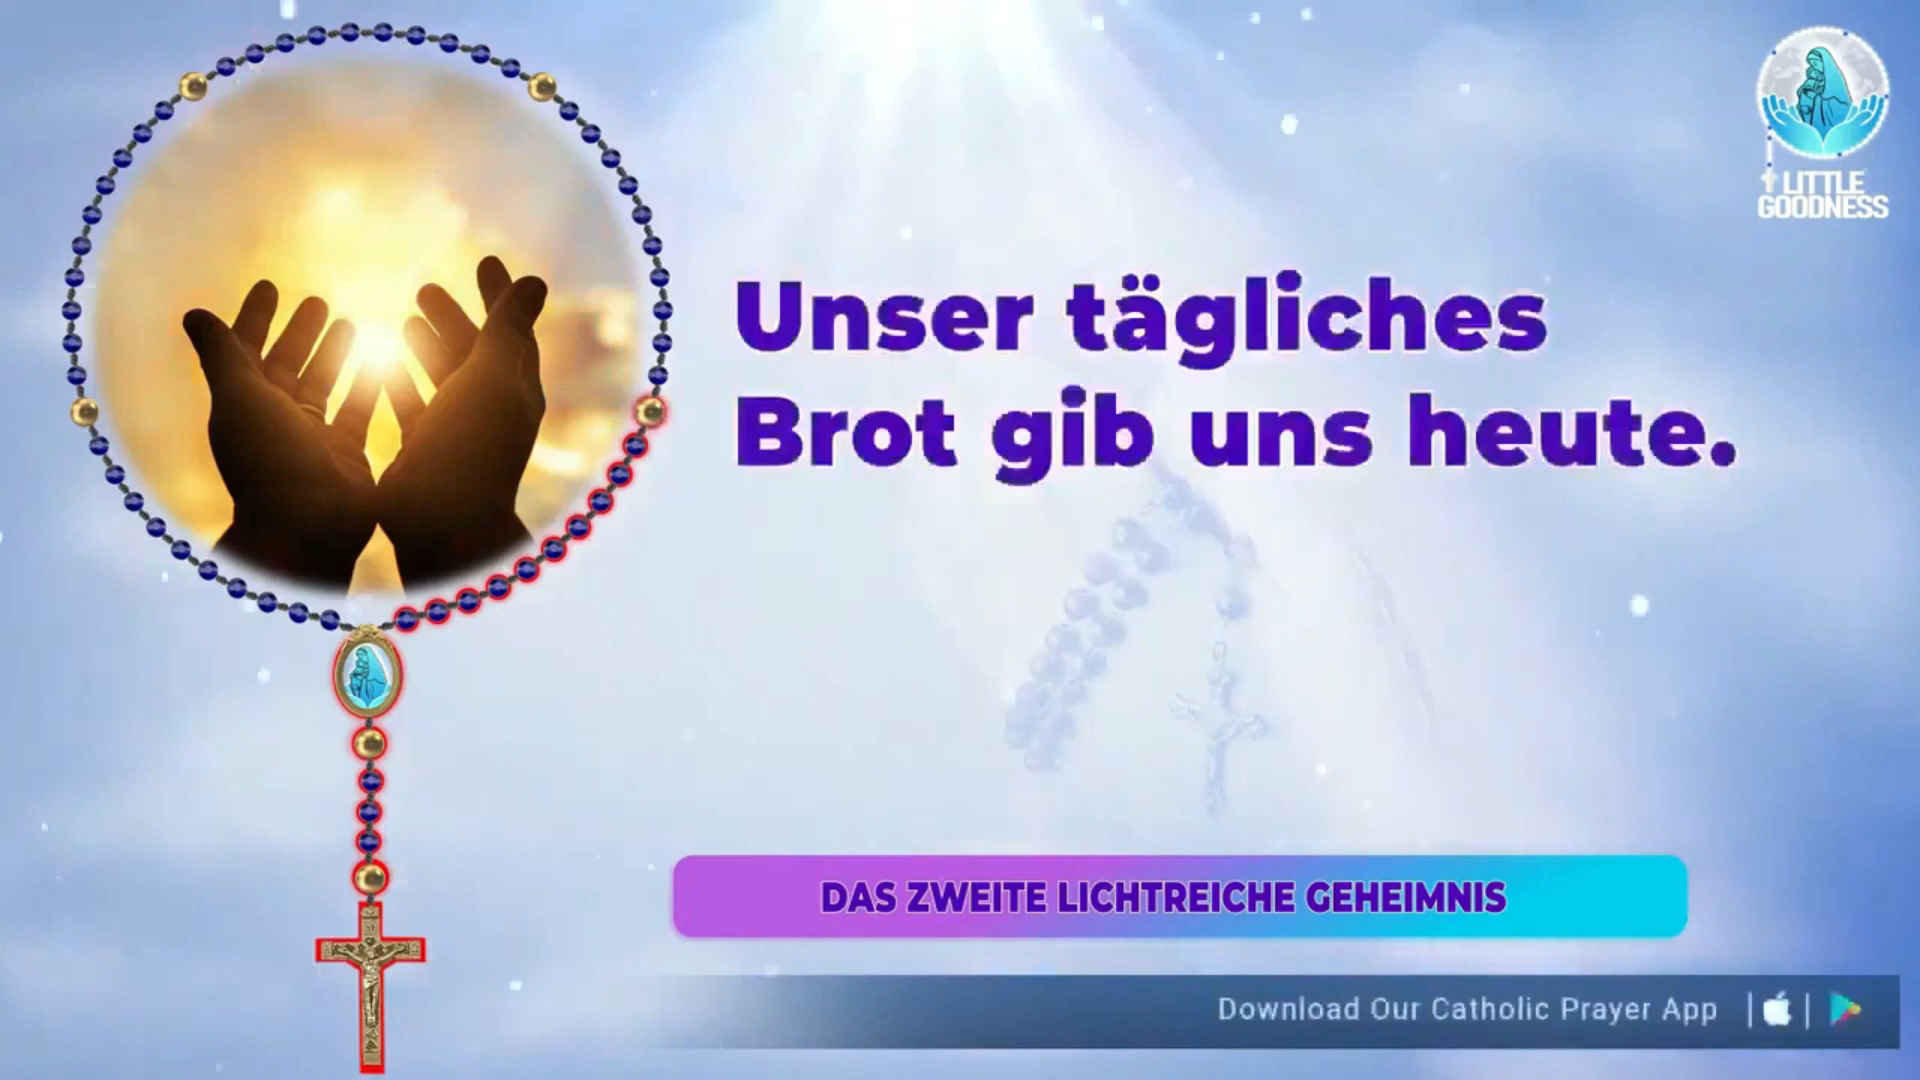 LITTLE
GOODNESS
Unser tägliches
Brot gib uns heute.
DAS ZWEITE LICHTREICHE GEHEIMNIS
Download Our Catholic Prayer App